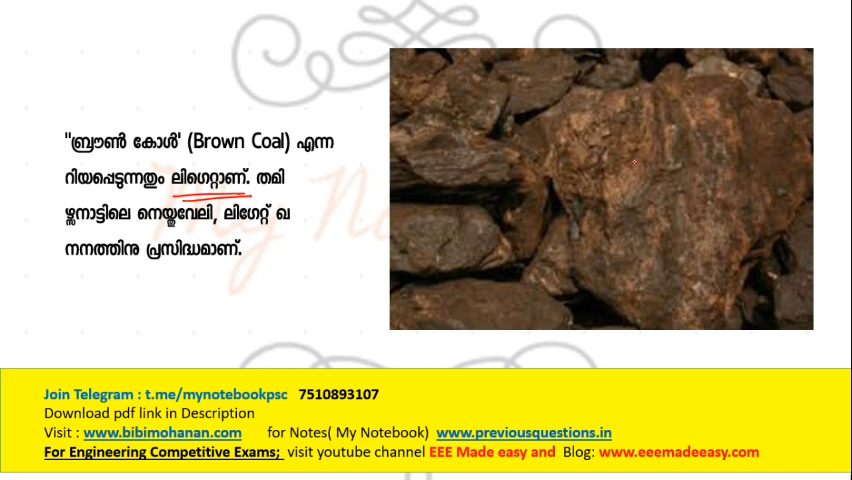 "ബ്രൗൺ കോൾ' (Brown Coal) എന്ന
റിയപ്പെടുന്നതും ലിഗ്നൈറ്റാണ്. തമി
ഴ്നാട്ടിലെ നെയ്വേലി, ലിഗേറ്റ് ഖ
നനത്തിനു പ്രസിദ്ധമാണ്.
My No
Join Telegram : t.me/mynotebookpsc 7510893107
Download pdf link in Description
Visit : www.bibimohanan.com for Notes( My Notebook) www.previousquestions.in
For Engineering Competitive Exams; visit youtube channel EEE Made easy and Blog: www.eeemadeeasy.com